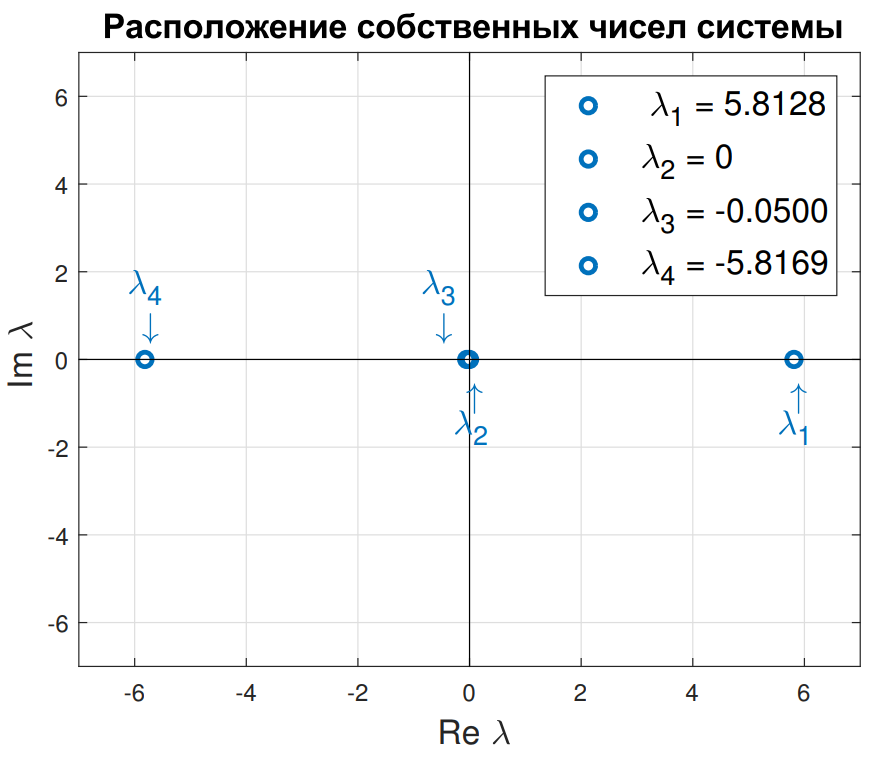 Расположение собственных чисел системы
λ₁ = 5.8128
λ₂ = 0
λ₃ = -0.0500
λ₄ = -5.8169
6
4
2
0
-2
-4
-6
Im λ
λ₄
↓
λ₃
↓
↑
λ₂
↑
λ₁
-6
-4
-2
0
2
4
6
Re λ